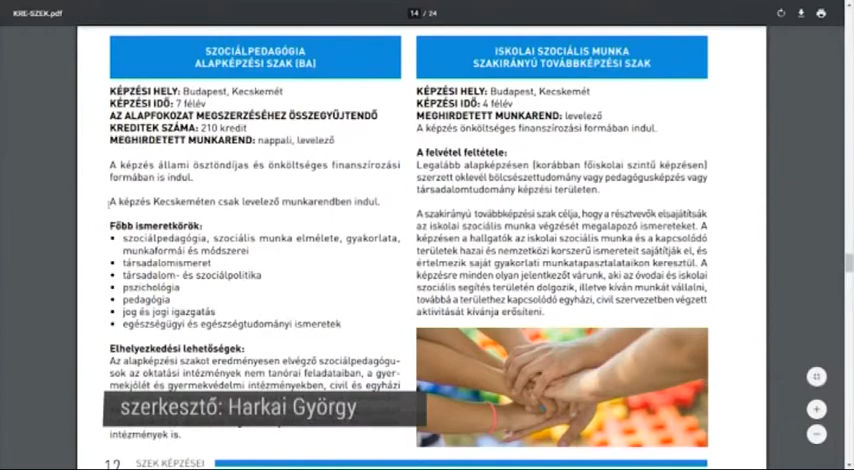 KRE-SZEK.pdf
14 / 24
SZOCIÁLPEDAGÓGIA
ALAPKÉPZÉSI SZAK (BA)
KÉPZÉSI HELY: Budapest, Kecskemét
KÉPZÉSI IDŐ: 7 félév
AZ ALAPFOKOZAT MEGSZERZÉSÉHEZ ÖSSZEGYŰJTENDŐ
KREDITEK SZÁMA: 210 kredit
MEGHIRDETETT MUNKAREND: nappali, levelező
A képzés állami ösztöndíjas és önköltséges finanszírozási
formában is indul.
A képzés Kecskeméten csak levelező munkarendben indul.
Főbb ismeretkörök:
• szociálpedagógia, szociális munka elmélete, gyakorlata,
munkaformái és módszerei
• társadalomismeret
• társadalom- és szociálpolitika
• pszichológia
• pedagógia
• jog és jogi igazgatás
• egészségügyi és egészségtudományi ismeretek
Elhelyezkedési lehetőségek:
Az alapképzési szakot eredményesen elvégző szociálpedagógu-
sok az oktatási intézmények nem tanórai feladataiban, a gyer-
mekjólét és gyermekvédelmi intézményekben, civil és egyházi
szerkesztő: Harkai György
intézmények is.
12 SZEK KÉPZÉSEI
ISKOLAI SZOCIÁLIS MUNKA
SZAKIRÁNYÚ TOVÁBBKÉPZÉSI SZAK
KÉPZÉSI HELY: Budapest, Kecskemét
KÉPZÉSI IDŐ: 4 félév
MEGHIRDETETT MUNKAREND: levelező
A képzés önköltséges finanszírozási formában indul.
A felvétel feltétele:
Legalább alapképzésen (korábban főiskolai szintű képzésen)
szerzett oklevél bölcsészettudomány vagy pedagógusképzés vagy
társadalomtudomány képzési területen.
A szakirányú továbbképzési szak célja, hogy a résztvevők elsajátítsák
az iskolai szociális munka végzését megalapozó ismereteket. A
képzésen a hallgatók az iskolai szociális munka és a kapcsolódó
területek hazai és nemzetközi korszerű ismereteit sajátítják el, és
értelmezik saját gyakorlati munkatapasztalataikon keresztül. A
képzésre minden olyan jelentkezőt várunk, aki az óvodai és iskolai
szociális segítés területén dolgozik, illetve kíván munkát vállalni,
továbbá a területhez kapcsolódó egyházi, civil szervezetben végzett
aktivitását kívánja erősíteni.